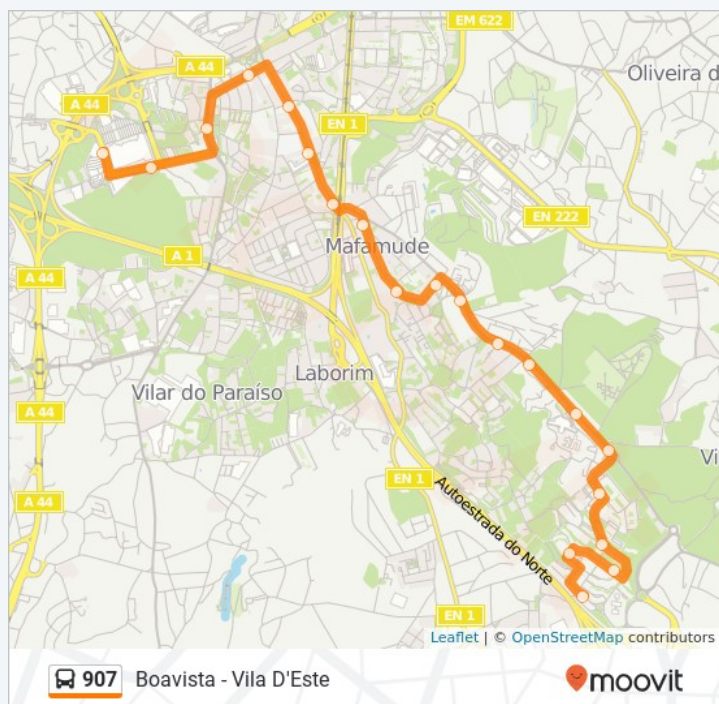 EM 622
A 44
Oliveira d
A 44
EN 1
EN 222
Mafamude
A 1
A 44
Laborim
Vilar do Paraíso
A 44
Vi
EN 1
A 44
Autoestrada do Norte
EN 1
Leaflet | © OpenStreetMap contributors
907 Boavista - Vila D'Este
moovit